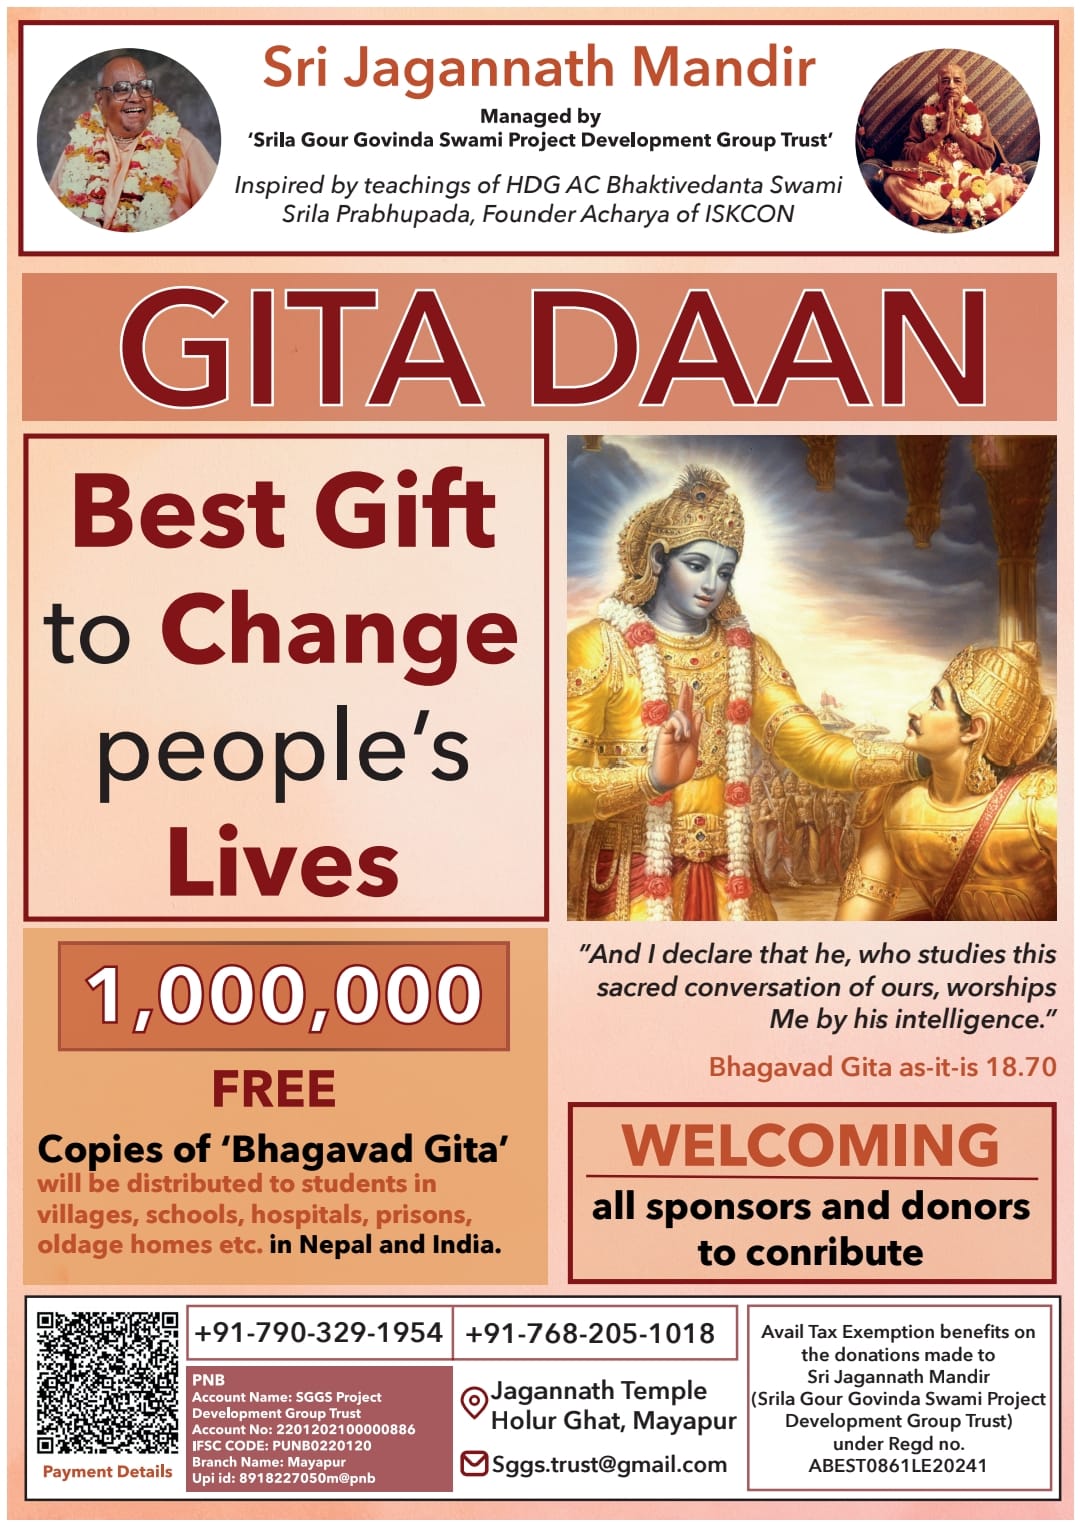 Sri Jagannath Mandir
Managed by
‘Srila Gour Govinda Swami Project Development Group Trust’
Inspired by teachings of HDG AC Bhaktivedanta Swami
Srila Prabhupada, Founder Acharya of ISKCON
GITA DAAN
Best Gift
to Change
people’s
Lives
1,000,000
FREE
Copies of ‘Bhagavad Gita’
will be distributed to students in
villages, schools, hospitals, prisons,
oldage homes etc. in Nepal and India.
“And I declare that he, who studies this
sacred conversation of ours, worships
Me by his intelligence.”
Bhagavad Gita as-it-is 18.70
WELCOMING
all sponsors and donors
to conribute
Payment Details
+91-790-329-1954
+91-768-205-1018
PNB
Account Name: SGGS Project
Development Group Trust
Account No: 2201202100000886
IFSC CODE: PUNB0220120
Branch Name: Mayapur
Upi id: 8918227050m@pnb
Jagannath Temple
Holur Ghat, Mayapur
Sggs.trust@gmail.com
Avail Tax Exemption benefits on
the donations made to
Sri Jagannath Mandir
(Srila Gour Govinda Swami Project
Development Group Trust)
under Regd no.
ABEST0861LE20241